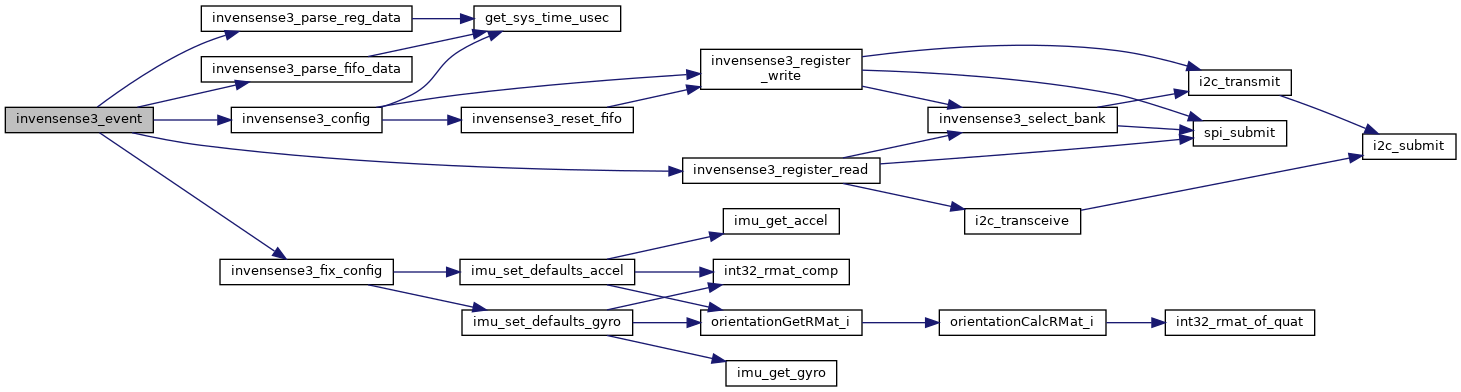 invensense3_event
invensense3_parse_reg_data
invensense3_parse_fifo_data
invensense3_config
invensense3_fix_config
get_sys_time_usec
invensense3_reset_fifo
invensense3_register
_write
invensense3_register_read
invensense3_select_bank
i2c_transmit
spi_submit
i2c_submit
i2c_transceive
imu_set_defaults_accel
imu_set_defaults_gyro
imu_get_accel
int32_rmat_comp
orientationGetRMat_i
orientationCalcRMat_i
int32_rmat_of_quat
imu_get_gyro